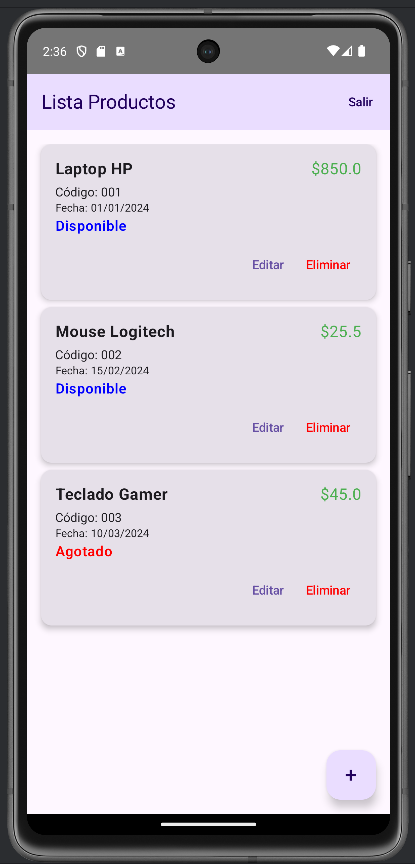 2:36
Lista Productos Salir
Laptop HP $850.0
Código: 001
Fecha: 01/01/2024
Disponible
Editar Eliminar
Mouse Logitech $25.5
Código: 002
Fecha: 15/02/2024
Disponible
Editar Eliminar
Teclado Gamer $45.0
Código: 003
Fecha: 10/03/2024
Agotado
Editar Eliminar
+